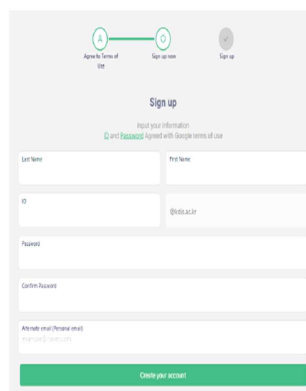 Agree to Terms of
Use
Sign up now
Sign up
Sign up
Input your information
ID and Password Agreed with Google terms of use
Last Name
First Name
ID
Password
Confirm Password
Alternate email (Personal email)
Create your account